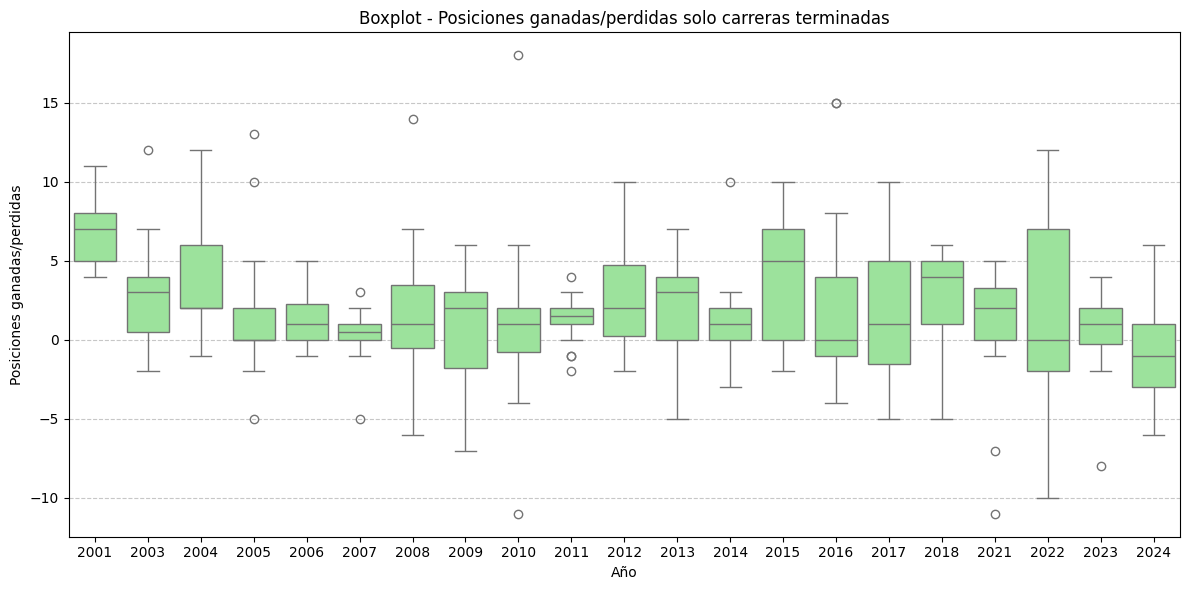 Boxplot - Posiciones ganadas/perdidas solo carreras terminadas
Posiciones ganadas/perdidas
15
10
5
0
−5
−10
2001 2003 2004 2005 2006 2007 2008 2009 2010 2011 2012 2013 2014 2015 2016 2017 2018 2021 2022 2023 2024
Año